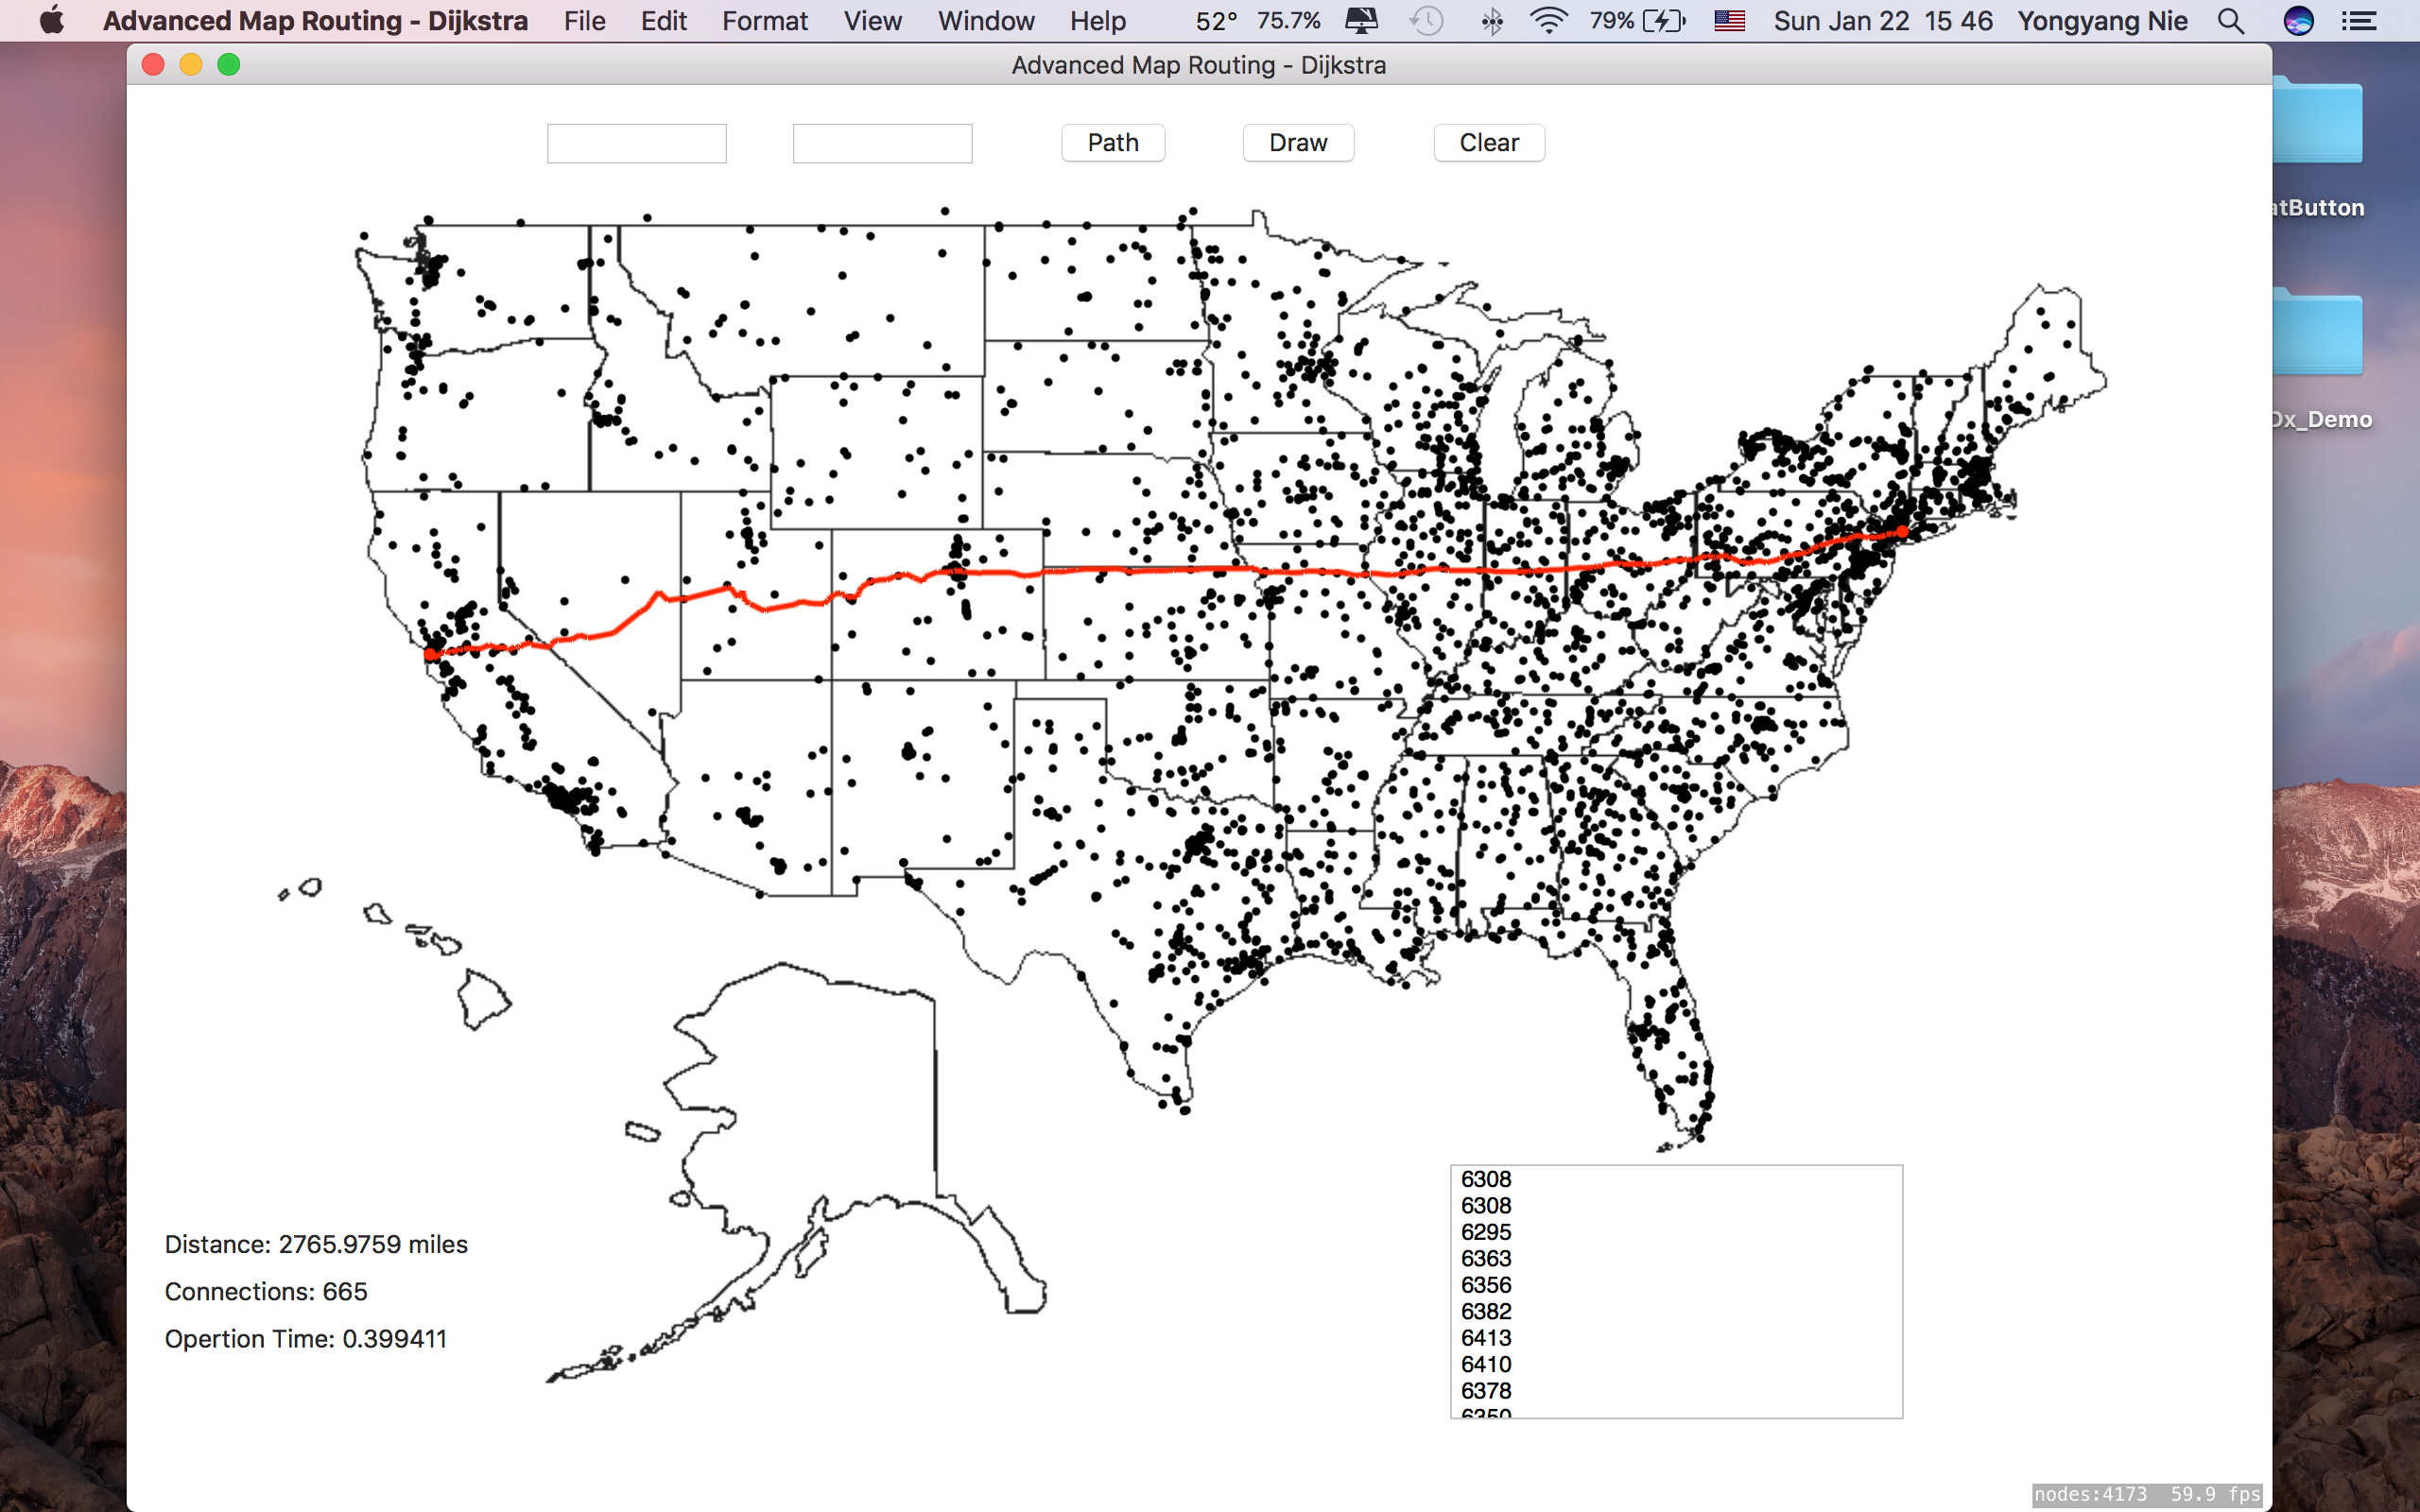 Advanced Map Routing - Dijkstra File Edit Format View Window Help 52° 75.7% 79% Sun Jan 22 15 46 Yongyang Nie
Advanced Map Routing - Dijkstra
Path Draw Clear
atButton
Dx_Demo
6308
6308
6295
6363
6356
6382
6413
6410
6378
6350
Distance: 2765.9759 miles
Connections: 665
Opertion Time: 0.399411
nodes:4173 59.9 fps